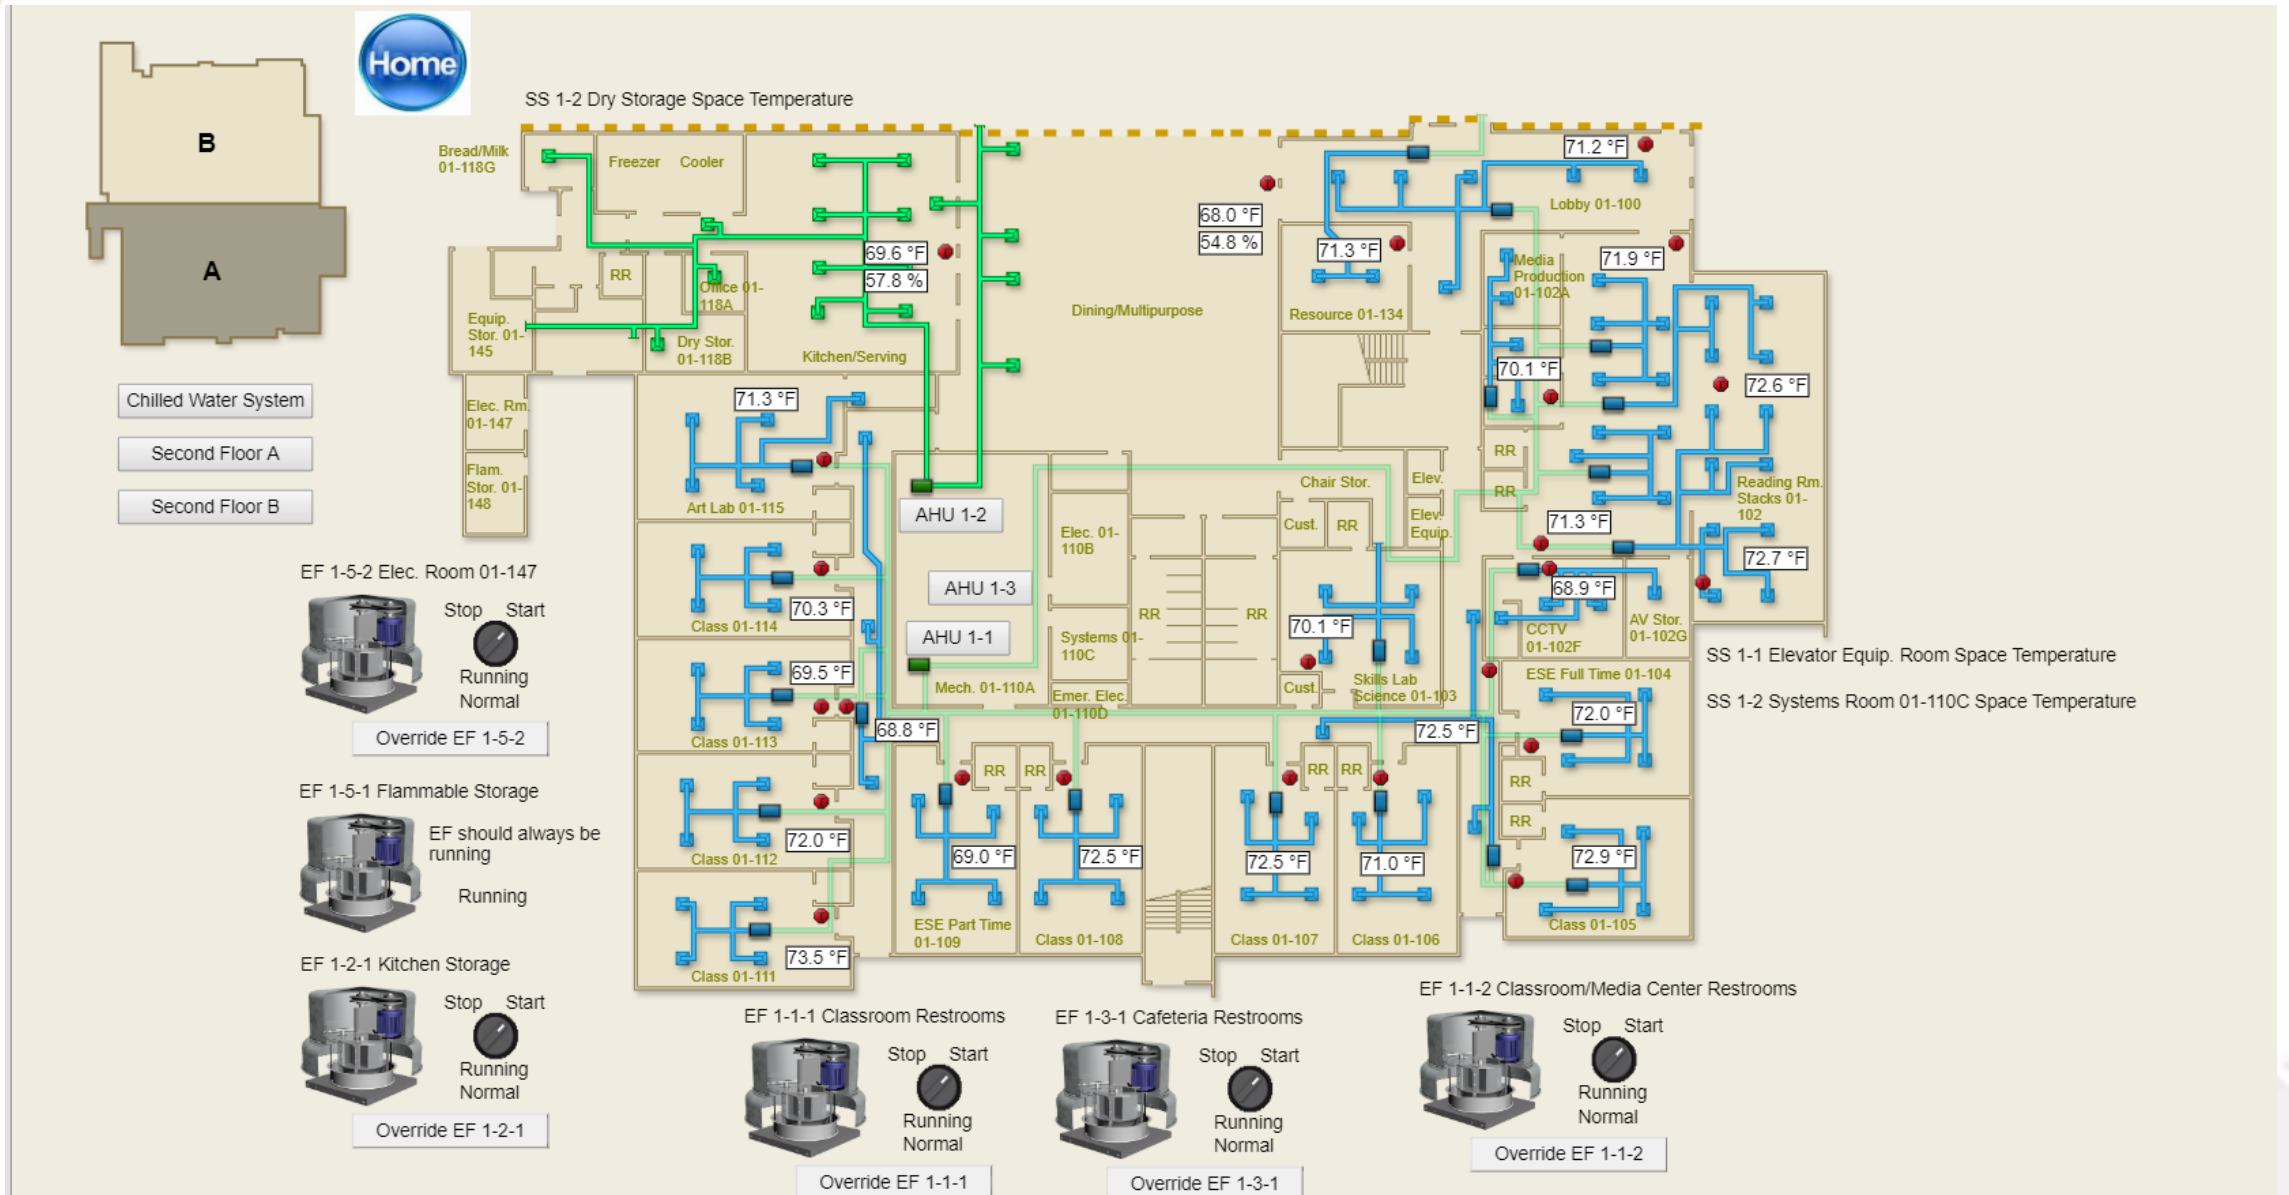 Home
B
A
SS 1-2 Dry Storage Space Temperature
Bread/Milk
01-118G
Freezer
Cooler
71.2 °F
Lobby 01-100
68.0 °F
54.8 %
69.6 °F
57.8 %
71.3 °F
71.9 °F
Media
Production
01-102A
RR
Office 01-
118A
Equip.
Stor. 01-
145
Dry Stor.
01-118B
Kitchen/Serving
Dining/Multipurpose
Resource 01-134
70.1 °F
72.6 °F
Chilled Water System
Second Floor A
Second Floor B
Elec. Rm.
01-147
Flam.
Stor. 01-
148
71.3 °F
Art Lab 01-115
AHU 1-2
AHU 1-3
AHU 1-1
Elec. 01-
110B
Systems 01-
110C
Emer. Elec.
01-110D
Mech. 01-110A
RR
RR
Chair Stor.
Cust.
RR
Elev.
Elev.
Equip.
RR
RR
Reading Rm.
Stacks 01-
102
71.3 °F
72.7 °F
68.9 °F
CCTV
01-102F
AV Stor.
01-102G
70.1 °F
Cust.
Skills Lab
Science 01-103
ESE Full Time 01-104
72.0 °F
SS 1-1 Elevator Equip. Room Space Temperature
SS 1-2 Systems Room 01-110C Space Temperature
70.3 °F
Class 01-114
69.5 °F
Class 01-113
68.8 °F
72.5 °F
72.0 °F
Class 01-112
73.5 °F
Class 01-111
RR
RR
RR
RR
RR
RR
69.0 °F
72.5 °F
72.5 °F
71.0 °F
72.9 °F
ESE Part Time
01-109
Class 01-108
Class 01-107
Class 01-106
Class 01-105
EF 1-5-2 Elec. Room 01-147
Stop Start
Running
Normal
Override EF 1-5-2
EF 1-5-1 Flammable Storage
EF should always be
running
Running
EF 1-2-1 Kitchen Storage
Stop Start
Running
Normal
Override EF 1-2-1
EF 1-1-1 Classroom Restrooms
Stop Start
Running
Normal
Override EF 1-1-1
EF 1-3-1 Cafeteria Restrooms
Stop Start
Running
Normal
Override EF 1-3-1
EF 1-1-2 Classroom/Media Center Restrooms
Stop Start
Running
Normal
Override EF 1-1-2